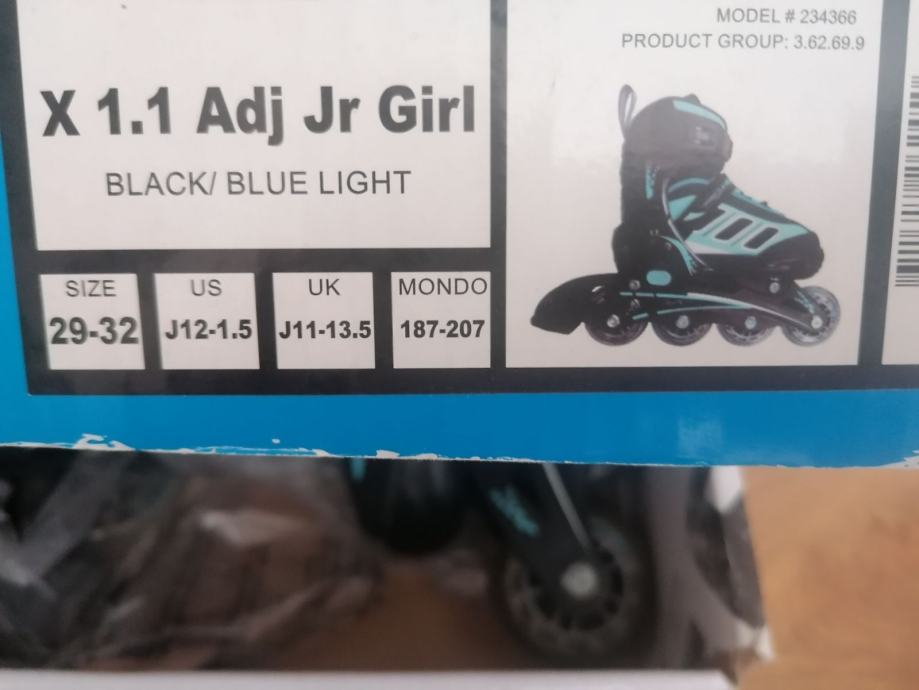 MODEL # 234366
PRODUCT GROUP: 3.62.69.9
X 1.1 Adj Jr Girl
BLACK/ BLUE LIGHT
SIZE
29-32
US
J12-1.5
UK
J11-13.5
MONDO
187-207